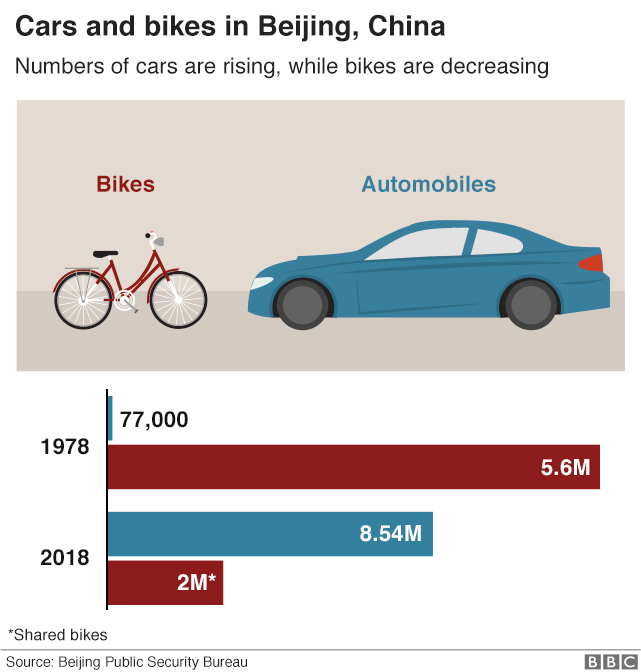 Cars and bikes in Beijing, China
Numbers of cars are rising, while bikes are decreasing
Bikes
Automobiles
77,000
1978
5.6M
8.54M
2018
2M*
*Shared bikes
Source: Beijing Public Security Bureau
BBC